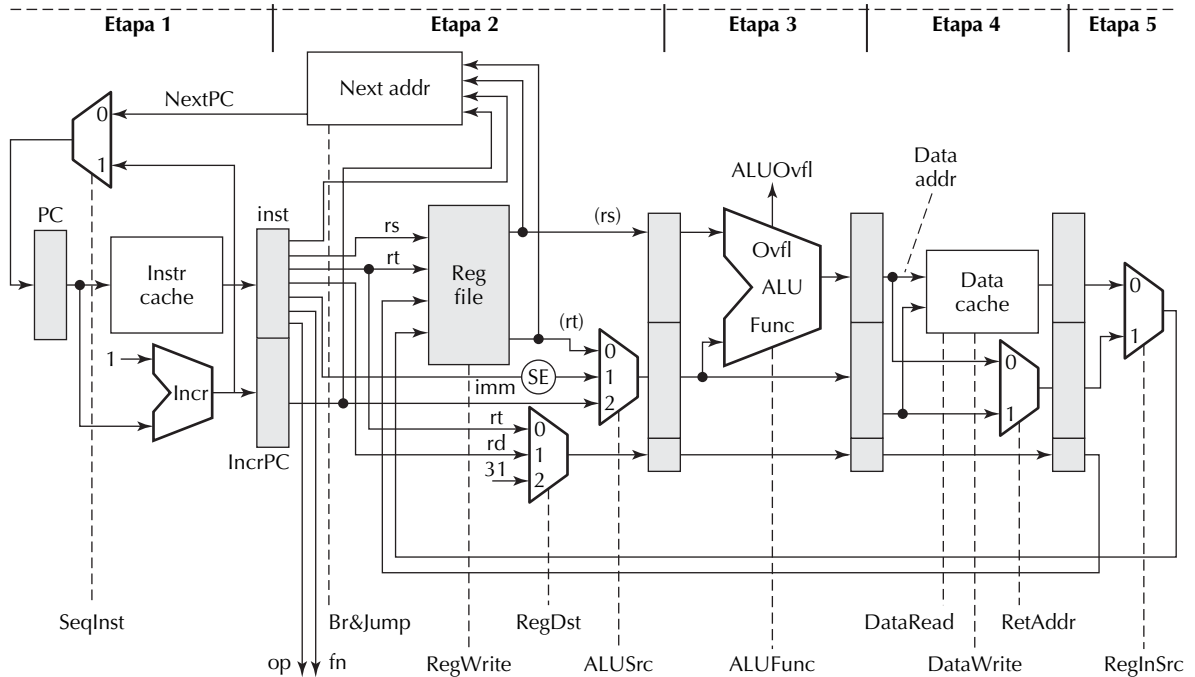 Etapa 1
Etapa 2
Etapa 3
Etapa 4
Etapa 5
Next addr
NextPC
0
1
PC
inst
Instr
cache
1
Incr
IncrPC
rs
rt
Reg
file
(rs)
(rt)
imm
SE
0
1
2
rt
rd
31
0
1
2
ALUOvfl
Ovfl
ALU
Func
Data
addr
Data
cache
0
1
0
1
SeqInst
op
fn
Br&Jump
RegWrite
RegDst
ALUSrc
ALUFunc
DataRead
DataWrite
RetAddr
RegInSrc